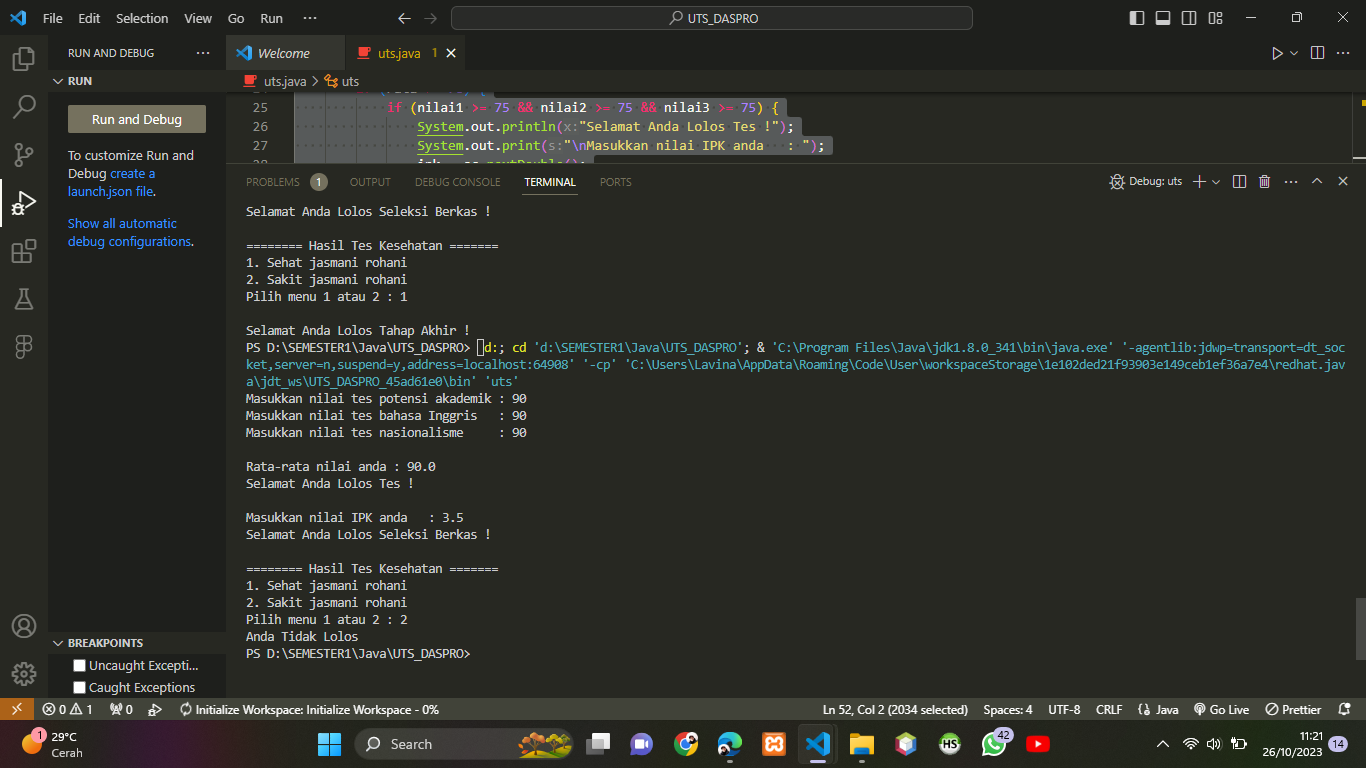 File Edit Selection View Go Run ···
UTS_DASPRO
RUN AND DEBUG ···
Welcome
uts.java 1
RUN
uts.java > uts
Run and Debug
To customize Run and
Debug create a
launch.json file.
Show all automatic
debug configurations.
25 if (nilai1 >= 75 && nilai2 >= 75 && nilai3 >= 75) {
26 System.out.println(x:"Selamat Anda Lolos Tes !");
27 System.out.print(s:"\nMasukkan nilai IPK anda   : ");
PROBLEMS 1 OUTPUT DEBUG CONSOLE TERMINAL PORTS
Debug: uts
Selamat Anda Lolos Seleksi Berkas !
======== Hasil Tes Kesehatan =======
1. Sehat jasmani rohani
2. Sakit jasmani rohani
Pilih menu 1 atau 2 : 1
Selamat Anda Lolos Tahap Akhir !
PS D:\SEMESTER1\Java\UTS_DASPRO> d:; cd 'd:\SEMESTER1\Java\UTS_DASPRO'; & 'C:\Program Files\Java\jdk1.8.0_341\bin\java.exe' '-agentlib:jdwp=transport=dt_soc
ket,server=n,suspend=y,address=localhost:64908' '-cp' 'C:\Users\Lavina\AppData\Roaming\Code\User\workspaceStorage\1e102ded21f93903e149ceb1ef36a7e4\redhat.jav
a\jdt_ws\UTS_DASPRO_45ad61e0\bin' 'uts'
Masukkan nilai tes potensi akademik : 90
Masukkan nilai tes bahasa Inggris   : 90
Masukkan nilai tes nasionalisme     : 90
Rata-rata nilai anda : 90.0
Selamat Anda Lolos Tes !
Masukkan nilai IPK anda   : 3.5
Selamat Anda Lolos Seleksi Berkas !
======== Hasil Tes Kesehatan =======
1. Sehat jasmani rohani
2. Sakit jasmani rohani
Pilih menu 1 atau 2 : 2
Anda Tidak Lolos
PS D:\SEMESTER1\Java\UTS_DASPRO>
BREAKPOINTS
Uncaught Excepti...
Caught Exceptions
0 1 0 Initialize Workspace: Initialize Workspace - 0%
Ln 52, Col 2 (2034 selected) Spaces: 4 UTF-8 CRLF { } Java Go Live Prettier
1 29°C
Cerah
Search
HS
42
11:21
26/10/2023
14